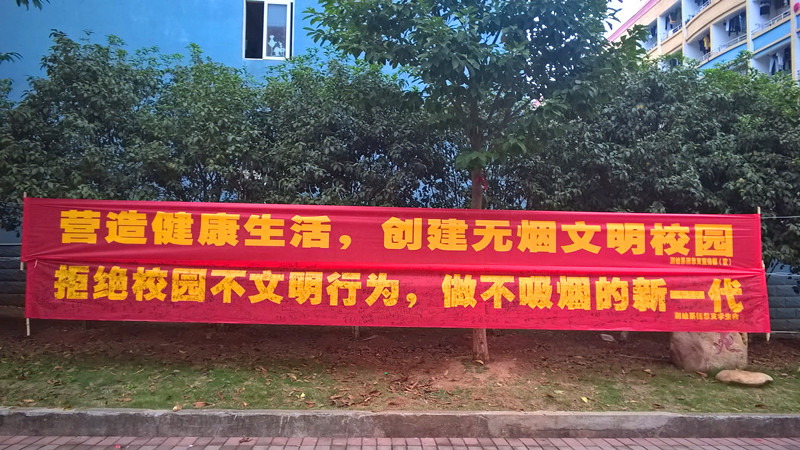 营造健康生活，创建无烟文明校园
拒绝校园不文明行为，做不吸烟的新一代